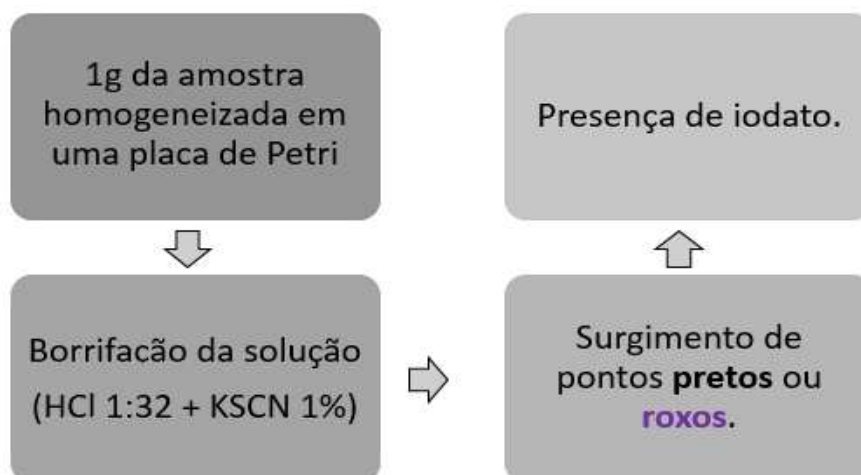 1g da amostra
homogeneizada em
uma placa de Petri
Borrifação da solução
(HCl 1:32 + KSCN 1%)
Surgimento de
pontos pretos ou
roxos.
Presença de iodato.